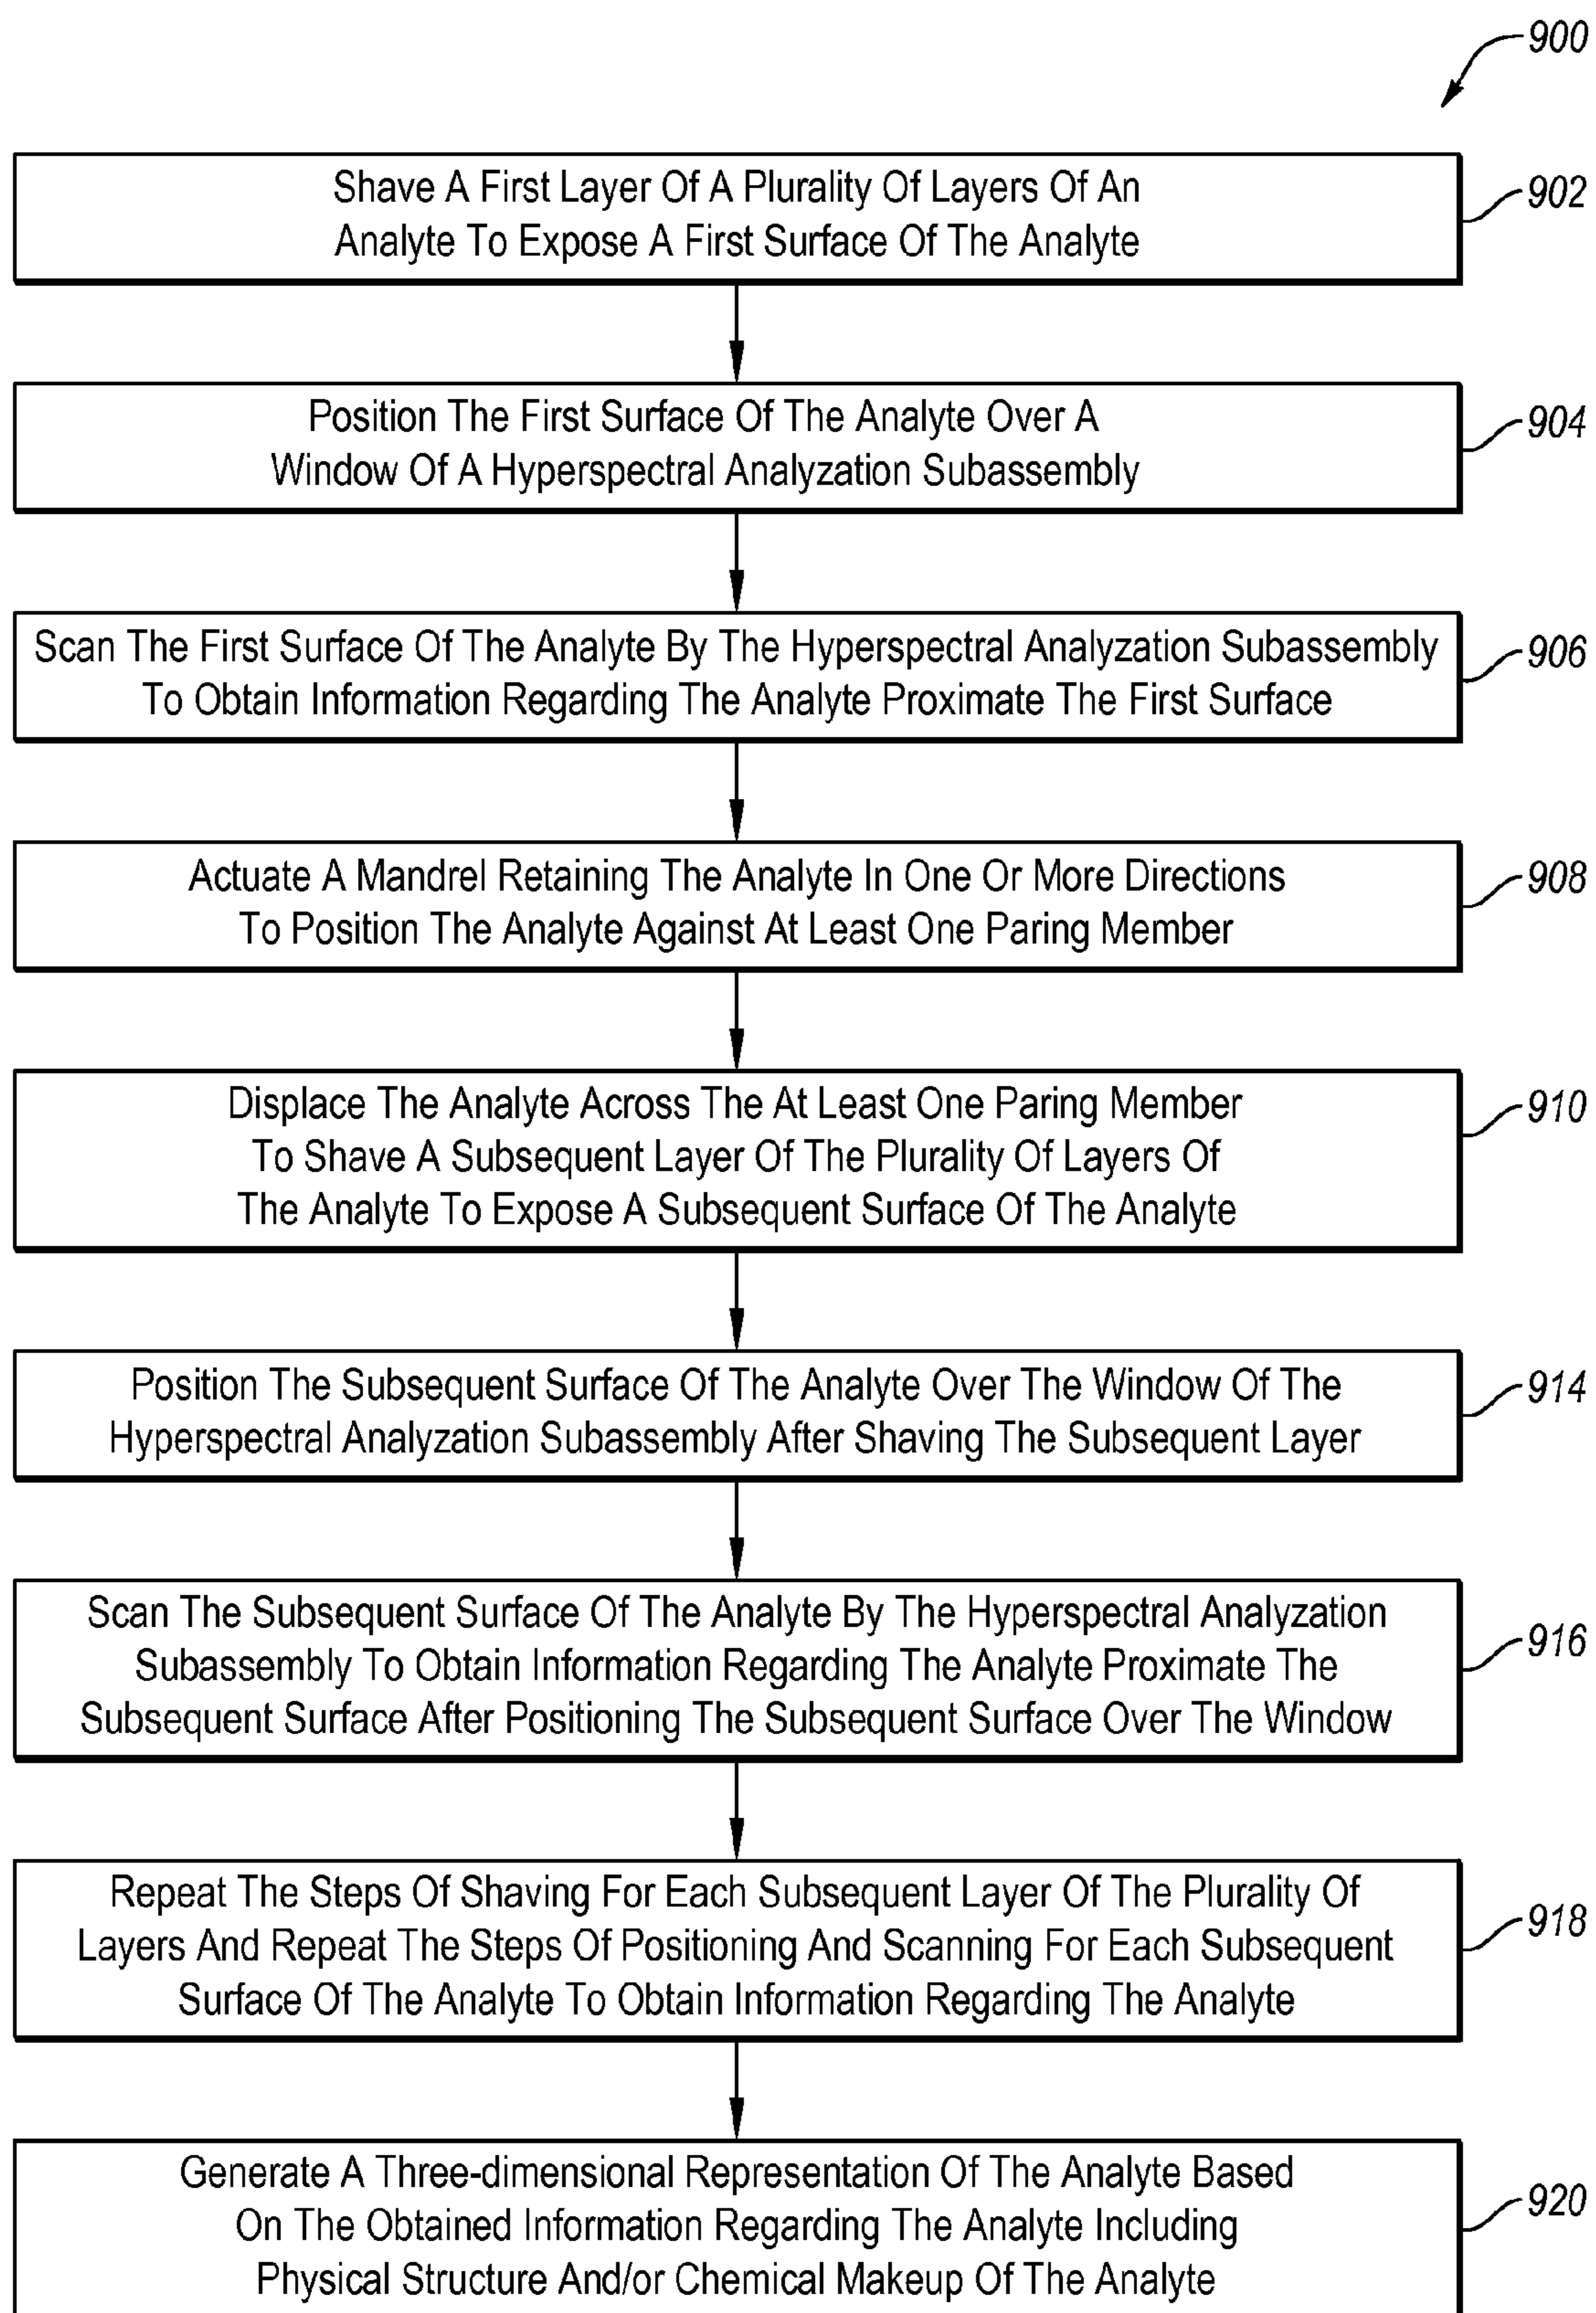 900
Shave A First Layer Of A Plurality Of Layers Of An
Analyte To Expose A First Surface Of The Analyte
902
Position The First Surface Of The Analyte Over A
Window Of A Hyperspectral Analyzation Subassembly
904
Scan The First Surface Of The Analyte By The Hyperspectral Analyzation Subassembly
To Obtain Information Regarding The Analyte Proximate The First Surface
906
Actuate A Mandrel Retaining The Analyte In One Or More Directions
To Position The Analyte Against At Least One Paring Member
908
Displace The Analyte Across The At Least One Paring Member
To Shave A Subsequent Layer Of The Plurality Of Layers Of
The Analyte To Expose A Subsequent Surface Of The Analyte
910
Position The Subsequent Surface Of The Analyte Over The Window Of The
Hyperspectral Analyzation Subassembly After Shaving The Subsequent Layer
914
Scan The Subsequent Surface Of The Analyte By The Hyperspectral Analyzation
Subassembly To Obtain Information Regarding The Analyte Proximate The
Subsequent Surface After Positioning The Subsequent Surface Over The Window
916
Repeat The Steps Of Shaving For Each Subsequent Layer Of The Plurality Of
Layers And Repeat The Steps Of Positioning And Scanning For Each Subsequent
Surface Of The Analyte To Obtain Information Regarding The Analyte
918
Generate A Three-dimensional Representation Of The Analyte Based
On The Obtained Information Regarding The Analyte Including
Physical Structure And/or Chemical Makeup Of The Analyte
920